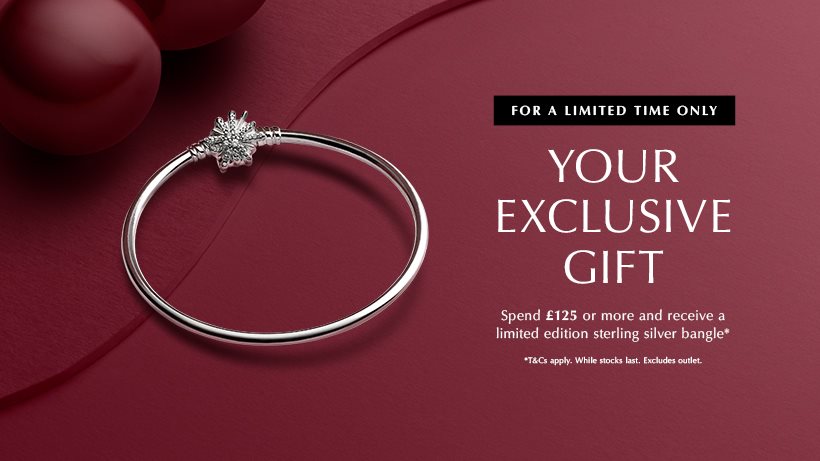 FOR A LIMITED TIME ONLY
YOUR
EXCLUSIVE
GIFT
Spend £125 or more and receive a
limited edition sterling silver bangle*
*T&Cs apply. While stocks last. Excludes outlet.